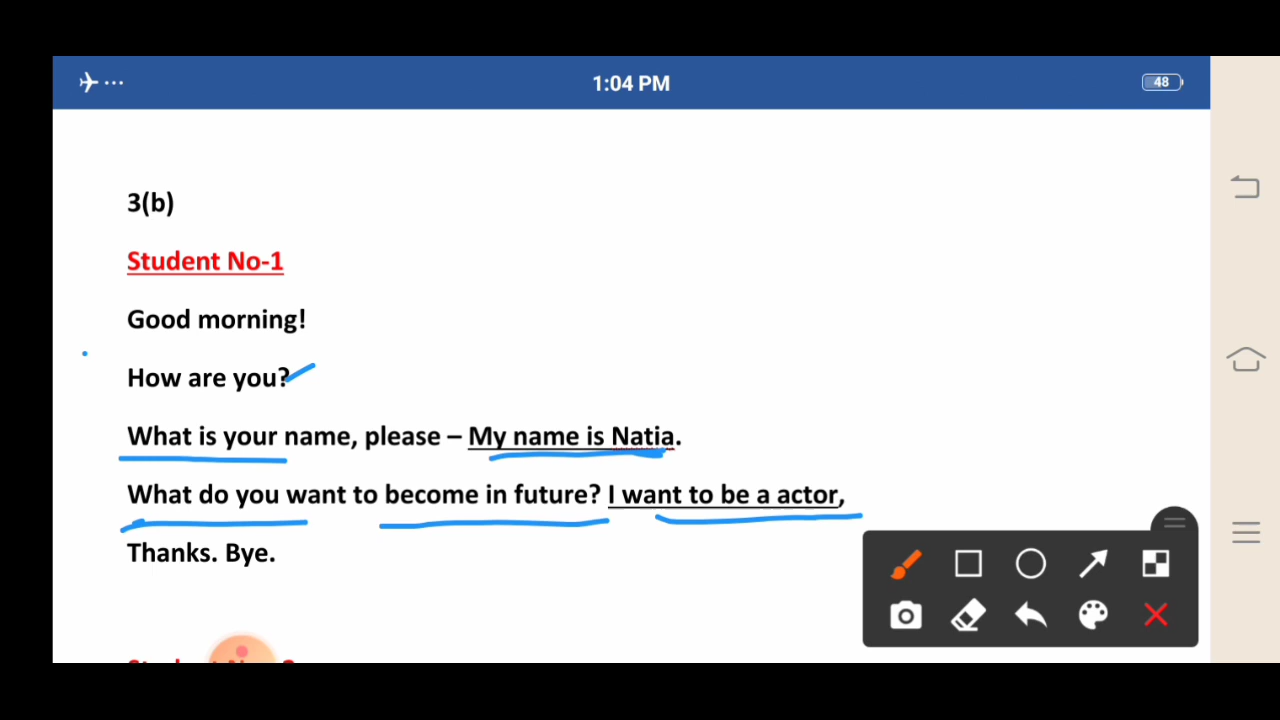 1:04 PM
48
3(b)
Student No-1
Good morning!
How are you?
What is your name, please – My name is Natia.
What do you want to become in future? I want to be a actor,
Thanks. Bye.